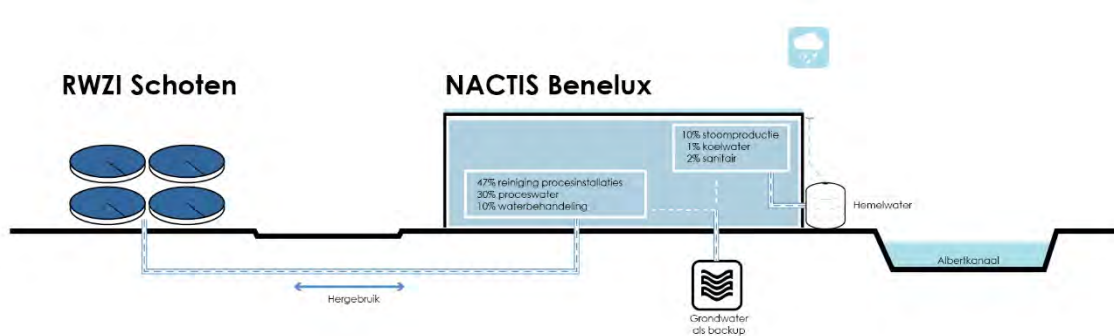 RWZI Schoten
NACTIS Benelux
10% stoomproductie
1% koelwater
2% sanitair
47% reiniging procesinstallaties
30% proceswater
10% waterbehandeling
Hemelwater
Albertkanaal
Hergebruik
Grondwater
als backup